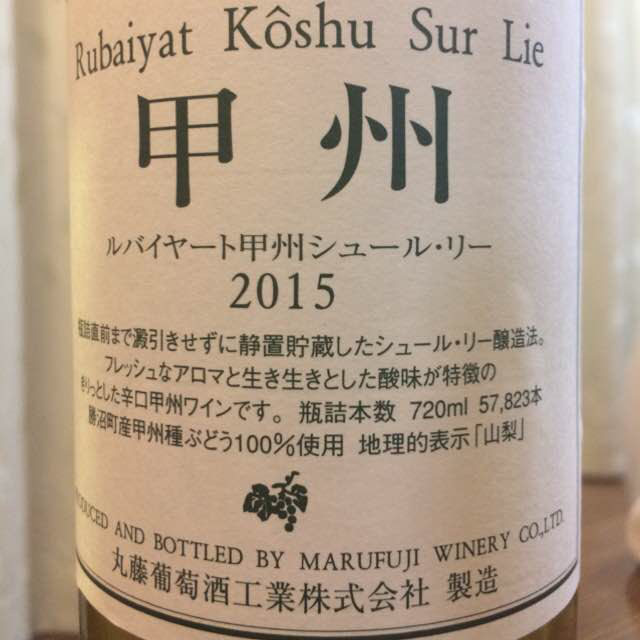 Rubaiyat Kôshu Sur Lie
甲州
ルバイヤート甲州シュール・リー
2015
瓶詰直前まで澱引きせずに静置貯蔵したシュール・リー醸造法。
フレッシュなアロマと生き生きとした酸味が特徴の
きりっとした辛口甲州ワインです。 瓶詰本数 720ml 57,823本
勝沼町産甲州種ぶどう100%使用 地理的表示「山梨」
PRODUCED AND BOTTLED BY MARUFUJI WINERY CO.,LTD.
丸藤葡萄酒工業株式会社 製造